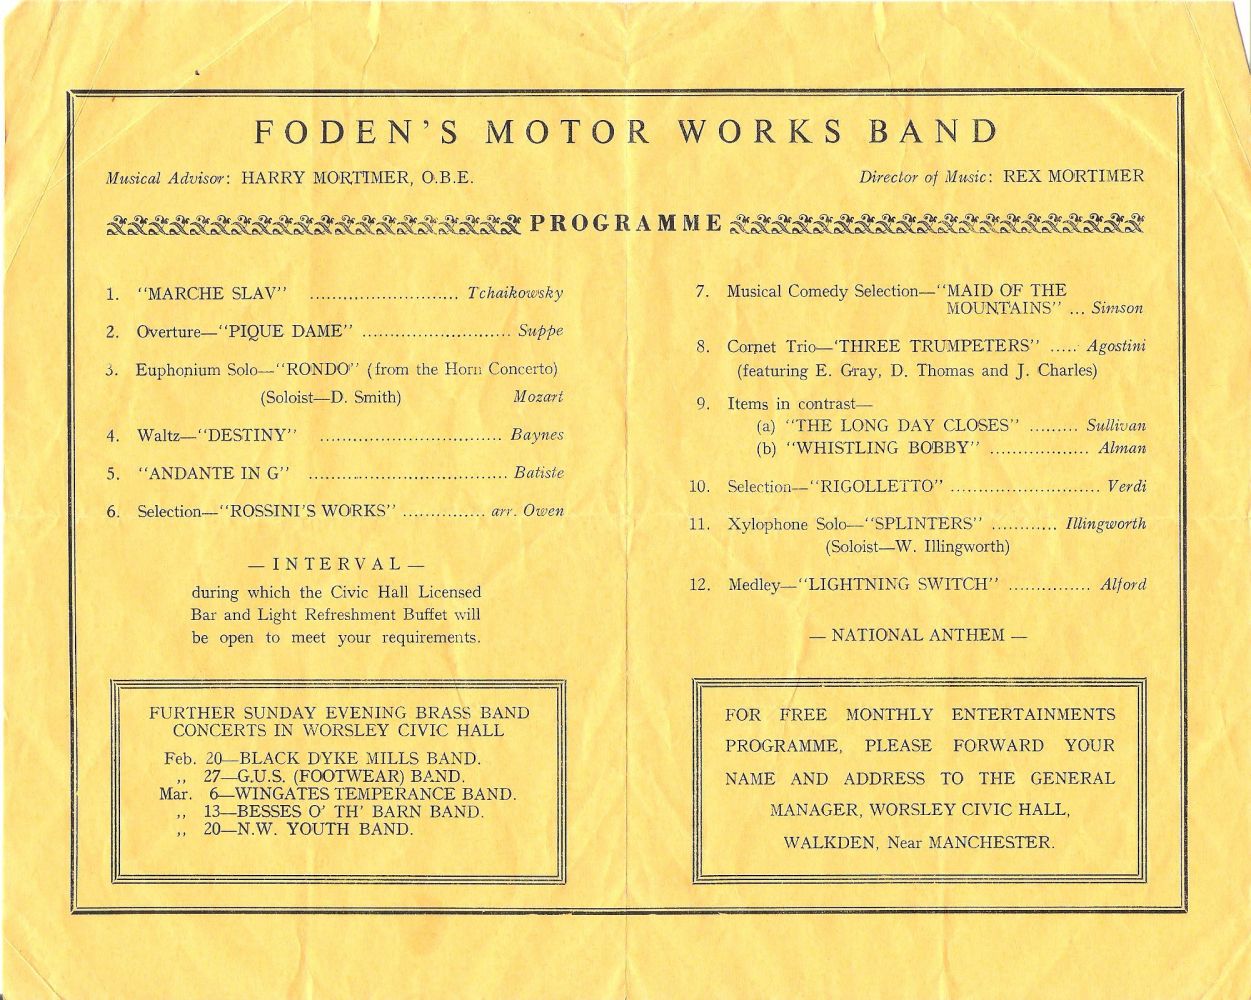 FODEN'S MOTOR WORKS BAND
Musical Advisor: HARRY MORTIMER, O.B.E.
Director of Music: REX MORTIMER
PROGRAMME
1. "MARCHE SLAV" .......................... Tchaikowsky
2. Overture—"PIQUE DAME" .......................... Suppe
3. Euphonium Solo—"RONDO" (from the Horn Concerto)
(Soloist—D. Smith) Mozart
4. Waltz—"DESTINY" ................................ Baynes
5. "ANDANTE IN G" ................................... Batiste
6. Selection—"ROSSINI'S WORKS" ............... arr. Owen
— INTERVAL —
during which the Civic Hall Licensed
Bar and Light Refreshment Buffet will
be open to meet your requirements.
FURTHER SUNDAY EVENING BRASS BAND
CONCERTS IN WORSLEY CIVIC HALL
Feb. 20—BLACK DYKE MILLS BAND.
,, 27—G.U.S. (FOOTWEAR) BAND.
Mar. 6—WINGATES TEMPERANCE BAND.
,, 13—BESSES O' TH' BARN BAND.
,, 20—N.W. YOUTH BAND.
7. Musical Comedy Selection—"MAID OF THE
MOUNTAINS" ... Simson
8. Cornet Trio—'THREE TRUMPETERS" ..... Agostini
(featuring E. Gray, D. Thomas and J. Charles)
9. Items in contrast—
(a) "THE LONG DAY CLOSES" ......... Sullivan
(b) "WHISTLING BOBBY" .................. Alman
10. Selection—"RIGOLLETTO" ........................... Verdi
11. Xylophone Solo—"SPLINTERS" ............ Illingworth
(Soloist—W. Illingworth)
12. Medley—"LIGHTNING SWITCH" ............... Alford
— NATIONAL ANTHEM —
FOR FREE MONTHLY ENTERTAINMENTS
PROGRAMME, PLEASE FORWARD YOUR
NAME AND ADDRESS TO THE GENERAL
MANAGER, WORSLEY CIVIC HALL,
WALKDEN, Near MANCHESTER.